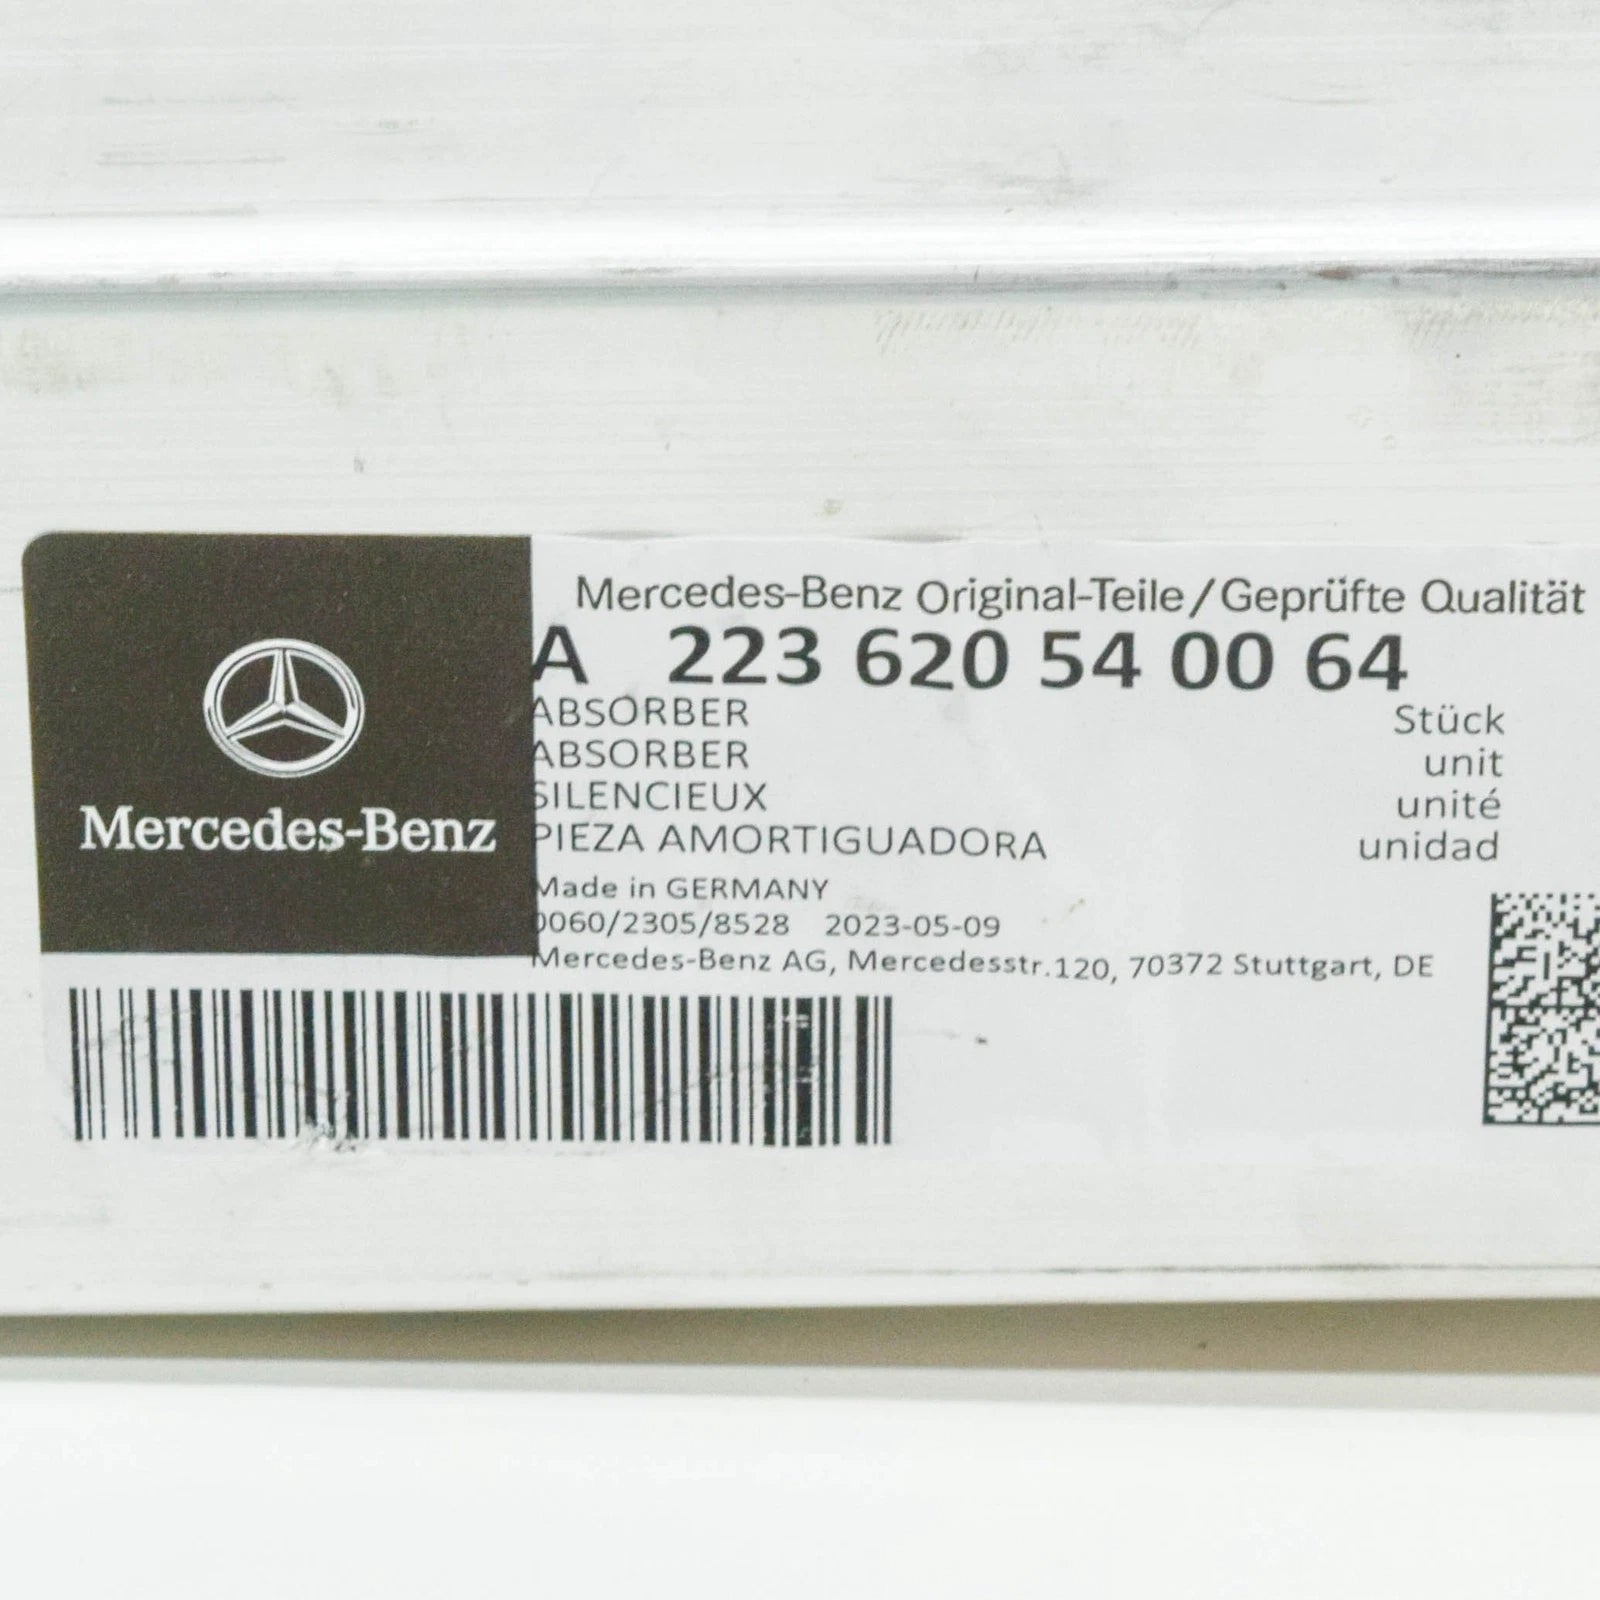 Mercedes-Benz
Mercedes-Benz Original-Teile/Geprüfte Qualität
A 223 620 54 00 64
ABSORBER Stück
ABSORBER unit
SILENCIEUX unité
PIEZA AMORTIGUADORA unidad
Made in GERMANY
0060/2305/8528 2023-05-09
Mercedes-Benz AG, Mercedesstr.120, 70372 Stuttgart, DE